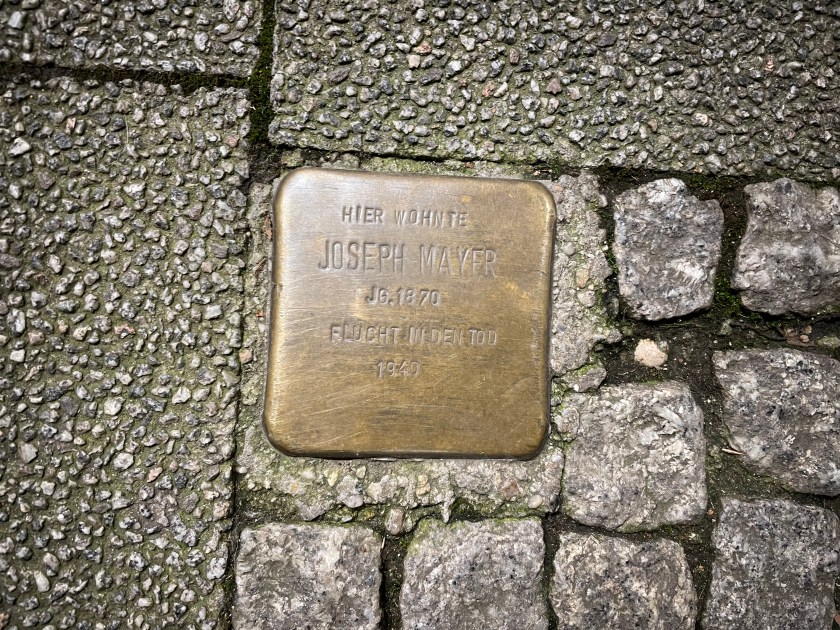 HIER WOHNTE
JOSEPH MAYER
JG. 1870
FLUCHT IN DEN TOD
1940